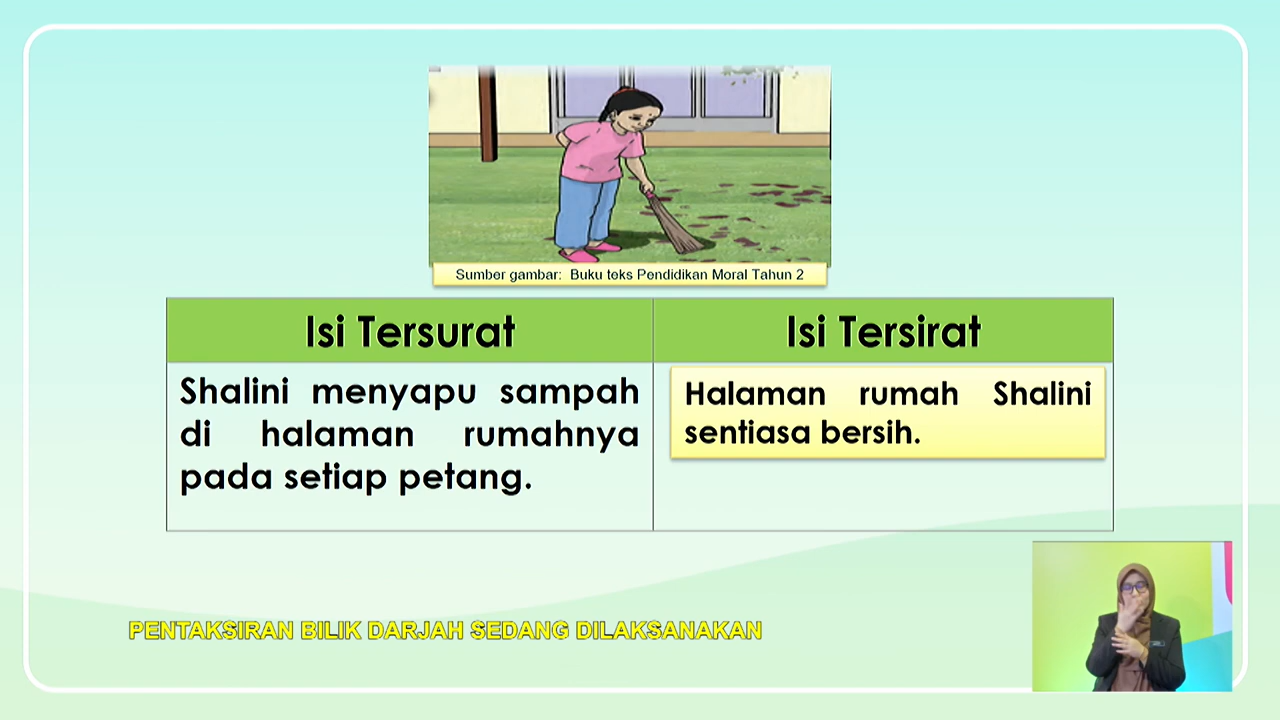 Sumber gambar: Buku teks Pendidikan Moral Tahun 2
Isi Tersurat
Isi Tersirat
Shalini menyapu sampah
di halaman rumahnya
pada setiap petang.
Halaman rumah Shalini
sentiasa bersih.
PENTAKSIRAN BILIK DARJAH SEDANG DILAKSANAKAN